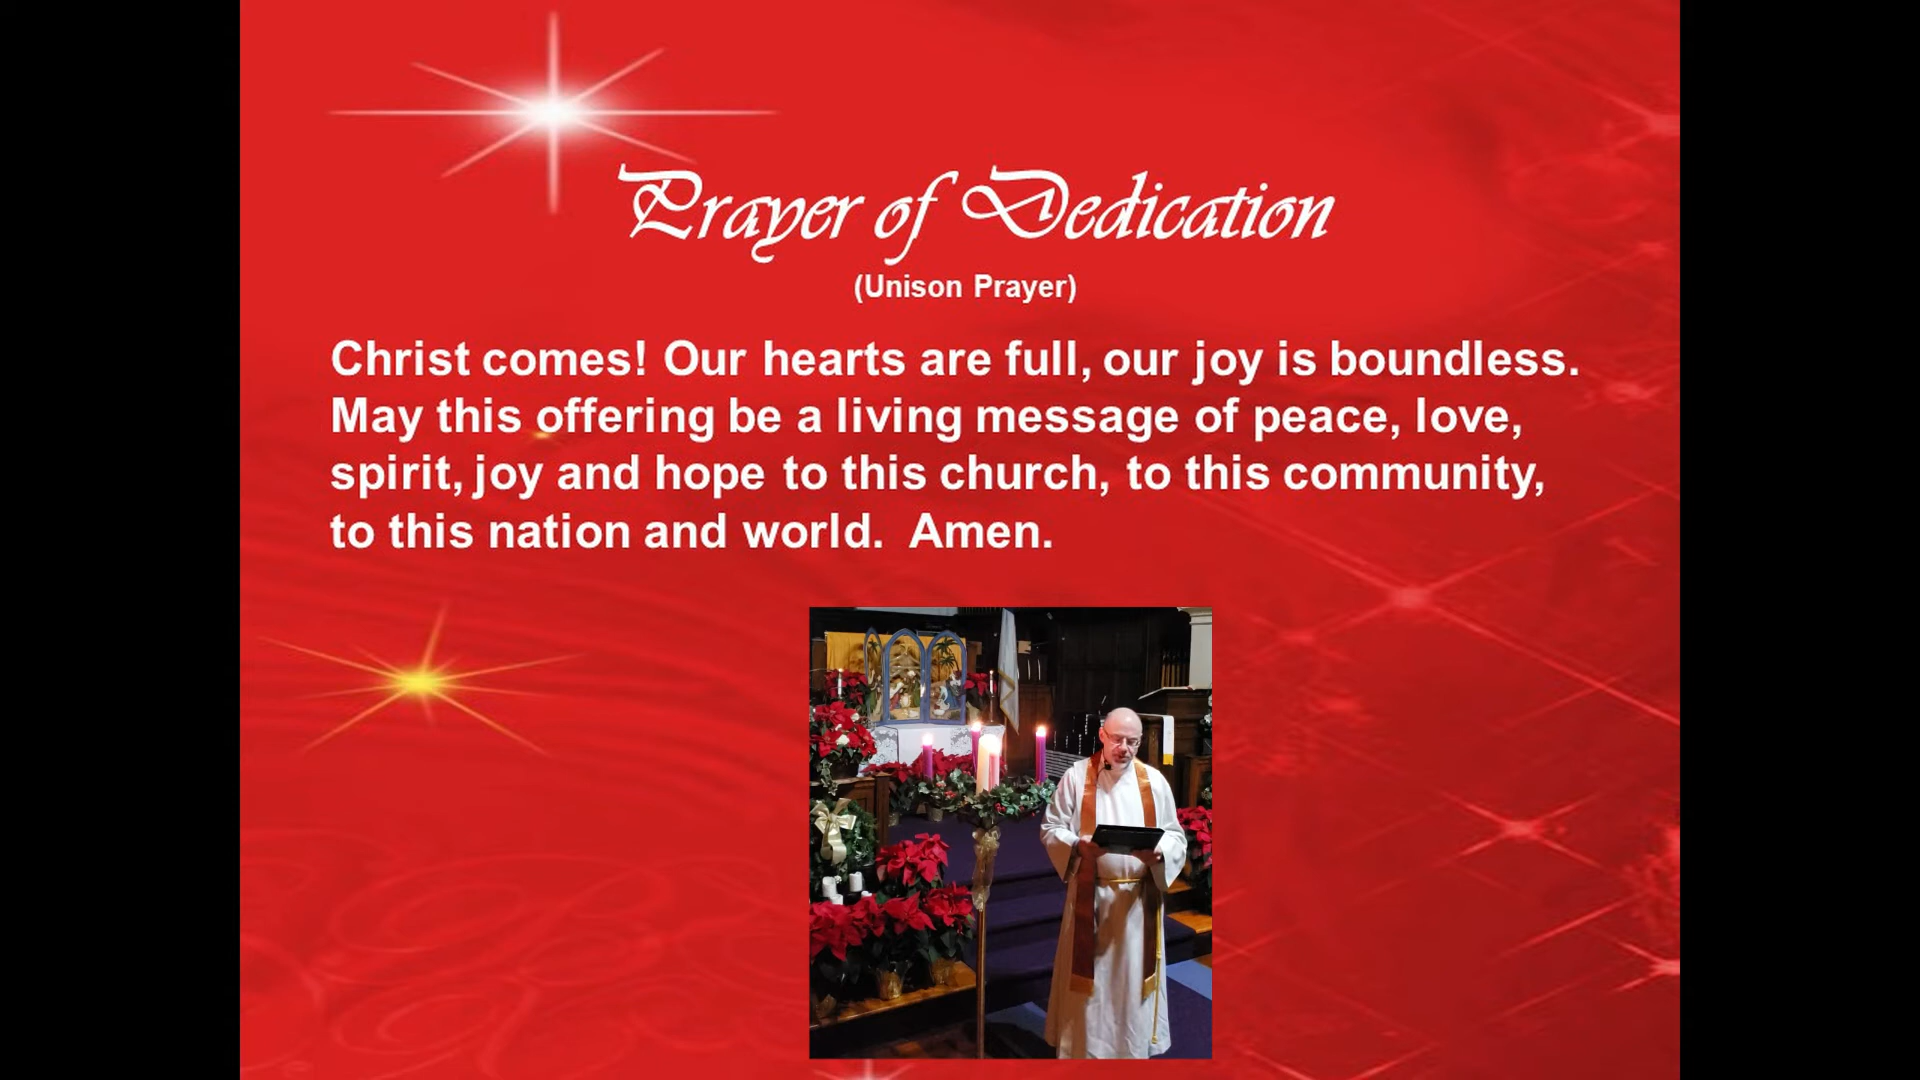 Prayer of Dedication
(Unison Prayer)
Christ comes! Our hearts are full, our joy is boundless.
May this offering be a living message of peace, love,
spirit, joy and hope to this church, to this community,
to this nation and world.  Amen.